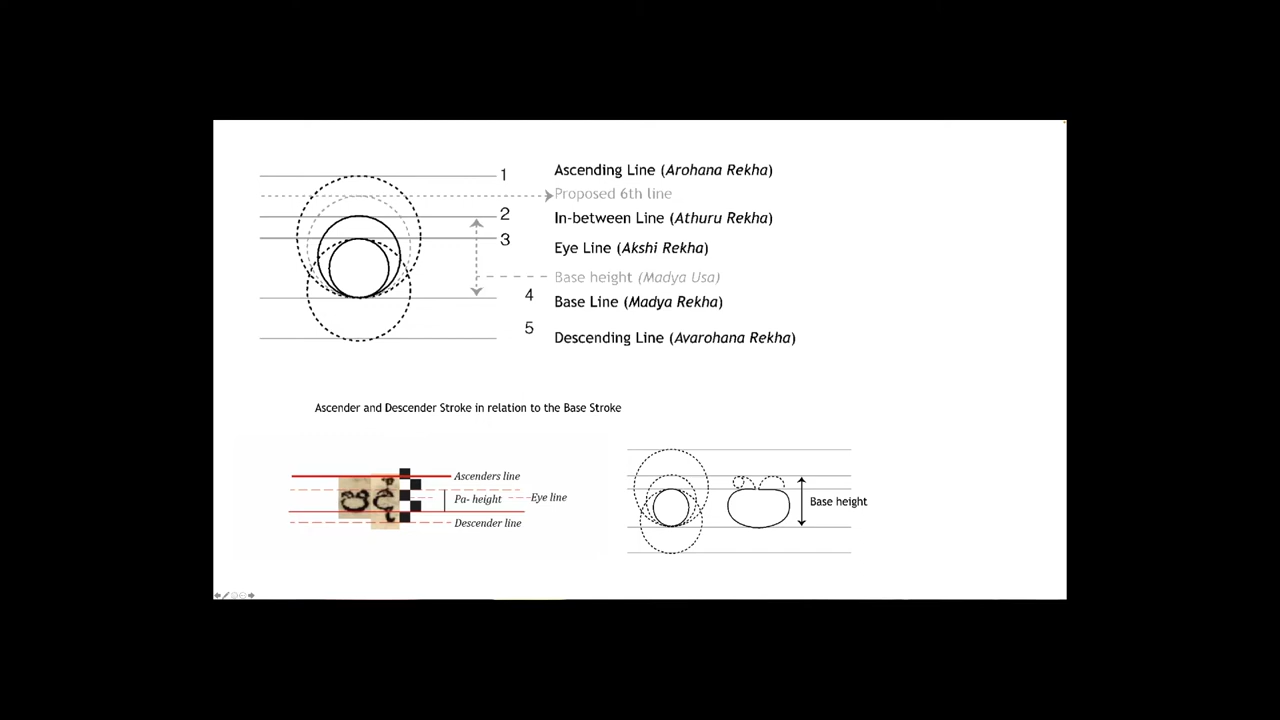 1 Ascending Line (Arohana Rekha)
Proposed 6th line
2 In-between Line (Athuru Rekha)
3 Eye Line (Akshi Rekha)
Base height (Madya Usa)
4 Base Line (Madya Rekha)
5 Descending Line (Avarohana Rekha)
Ascender and Descender Stroke in relation to the Base Stroke
Ascenders line
Pa- height
Eye line
Descender line
Base height